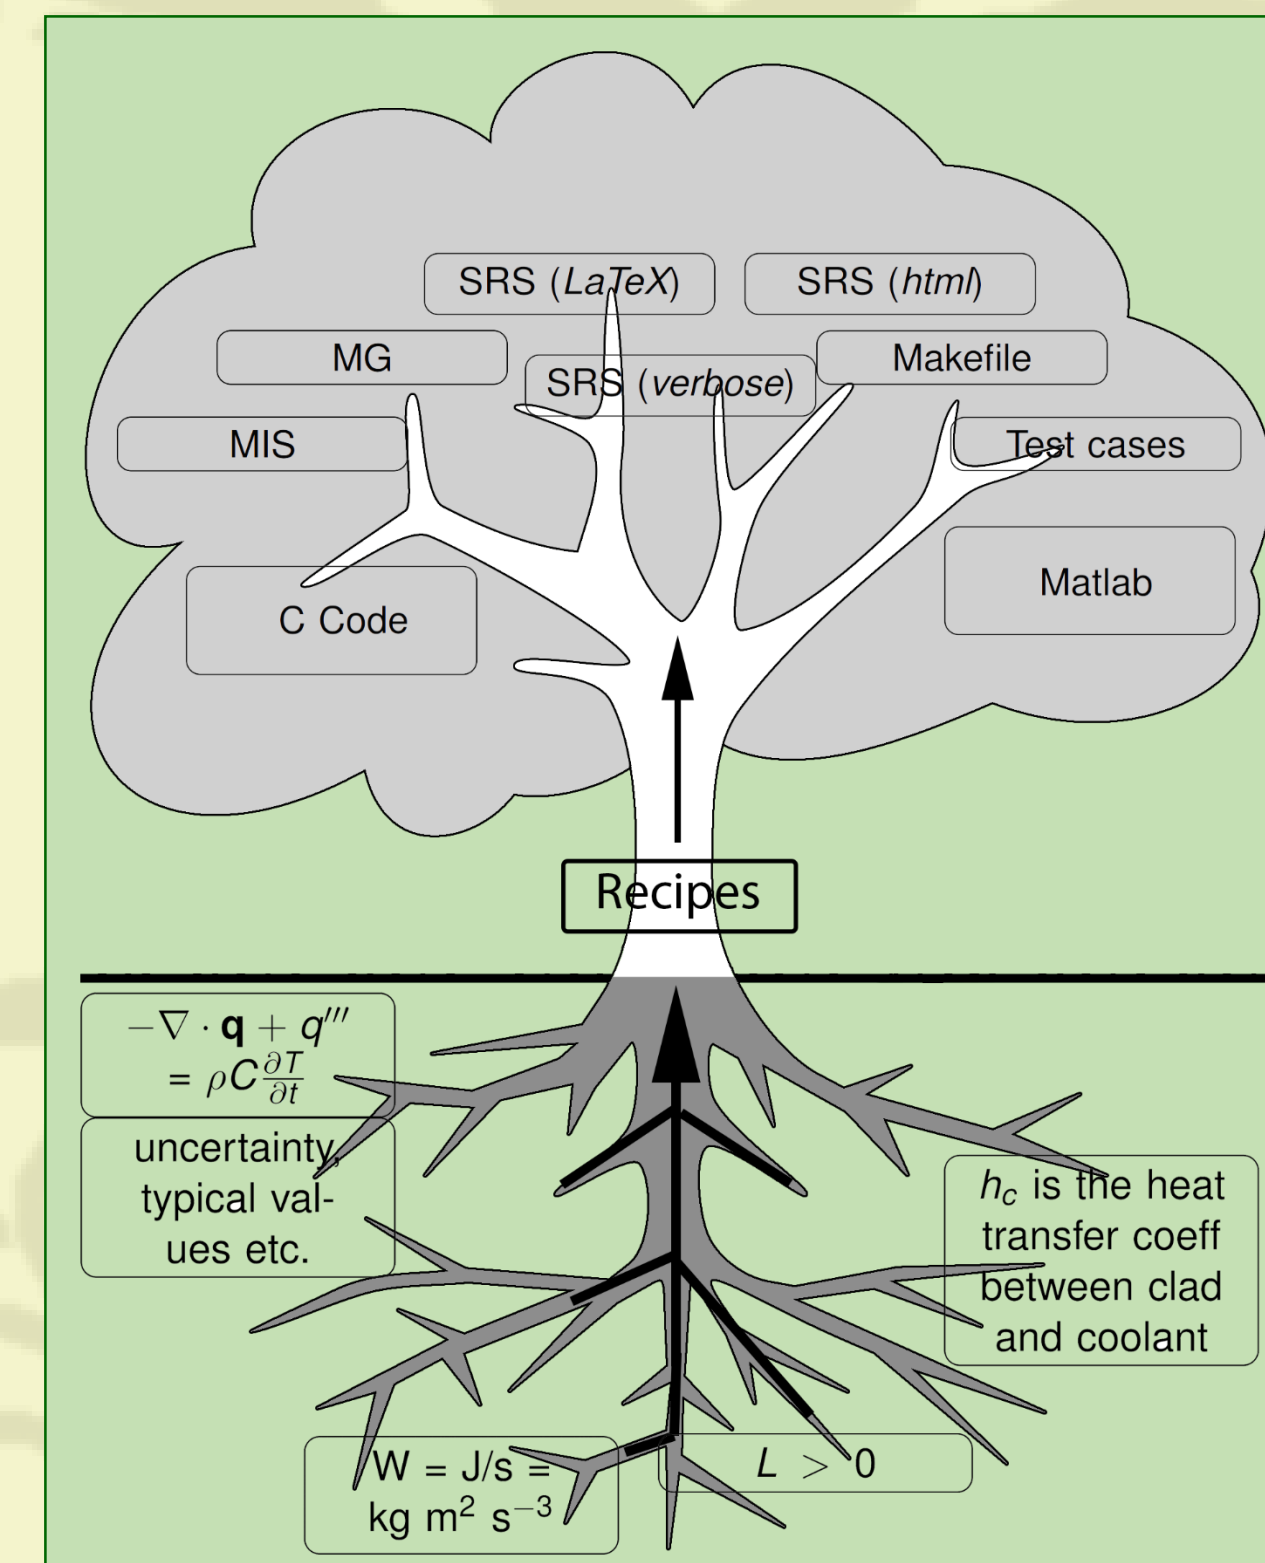 SRS (LaTeX)
SRS (html)
MG
SRS (verbose)
Makefile
MIS
Test cases
C Code
Matlab
Recipes
−∇ · q + q′′′
= ρC ∂T/∂t
uncertainty,
typical val-
ues etc.
h_c is the heat
transfer coeff
between clad
and coolant
W = J/s =
kg m² s⁻³
L > 0